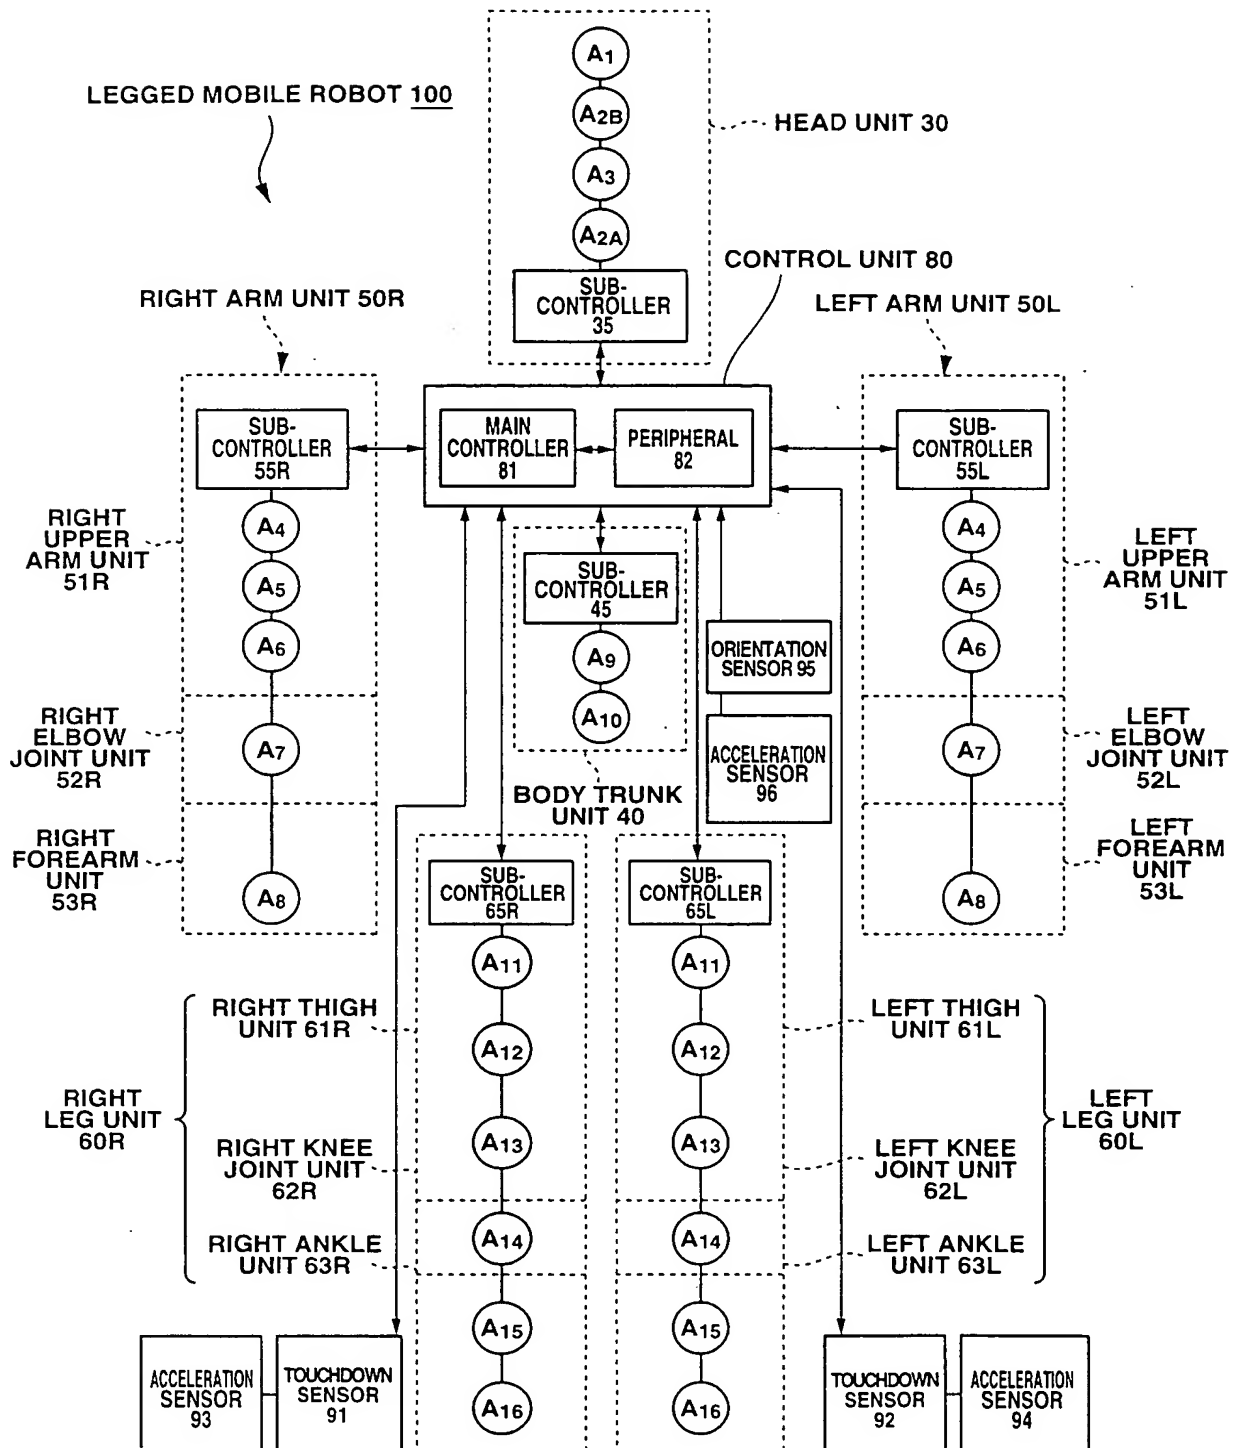 LEGGED MOBILE ROBOT 100
A1
A2B
A3
A2A
HEAD UNIT 30
SUB-
CONTROLLER
35
CONTROL UNIT 80
RIGHT ARM UNIT 50R
LEFT ARM UNIT 50L
SUB-
CONTROLLER
55R
MAIN
CONTROLLER
81
PERIPHERAL
82
SUB-
CONTROLLER
55L
RIGHT
UPPER
ARM UNIT
51R
A4
A5
A6
SUB-
CONTROLLER
45
A9
A10
ORIENTATION
SENSOR 95
A4
A5
A6
LEFT
UPPER
ARM UNIT
51L
RIGHT
ELBOW
JOINT UNIT
52R
A7
ACCELERATION
SENSOR
96
A7
LEFT
ELBOW
JOINT UNIT
52L
BODY TRUNK
UNIT 40
RIGHT
FOREARM
UNIT
53R
A8
SUB-
CONTROLLER
65R
SUB-
CONTROLLER
65L
A8
LEFT
FOREARM
UNIT
53L
A11
A11
RIGHT THIGH
UNIT 61R
A12
A12
LEFT THIGH
UNIT 61L
RIGHT
LEG UNIT
60R
LEFT
LEG UNIT
60L
RIGHT KNEE
JOINT UNIT
62R
A13
A13
LEFT KNEE
JOINT UNIT
62L
RIGHT ANKLE
UNIT 63R
A14
A14
LEFT ANKLE
UNIT 63L
A15
A15
ACCELERATION
SENSOR
93
TOUCHDOWN
SENSOR
91
A16
A16
TOUCHDOWN
SENSOR
92
ACCELERATION
SENSOR
94